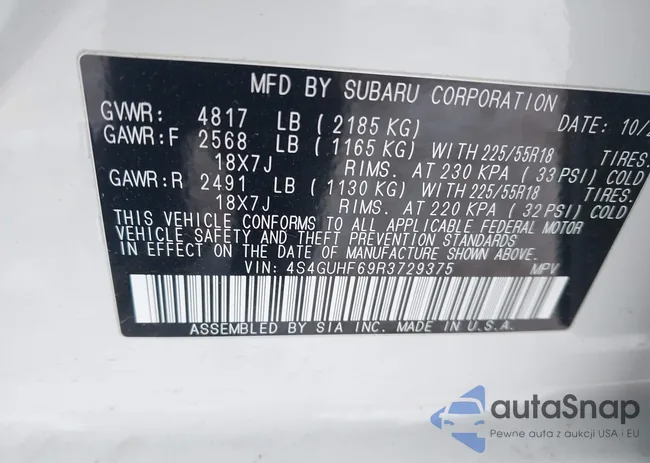 MFD BY SUBARU CORPORATION
GVWR: 4817 LB (2185 KG) DATE: 10/2
GAWR:F 2568 LB (1165 KG) WITH 225/55R18 TIRES.
18X7J RIMS. AT 230 KPA (33 PSI) COLD
GAWR:R 2491 LB (1130 KG) WITH 225/55R18 TIRES.
18X7J RIMS. AT 220 KPA (32 PSI) COLD
THIS VEHICLE CONFORMS TO ALL APPLICABLE FEDERAL MOTOR
VEHICLE SAFETY AND THEFT PREVENTION STANDARDS
IN EFFECT ON THE DATE OF MANUFACTURE SHOWN ABOVE.
VIN: 4S4GUHF69R3729375 MPV
ASSEMBLED BY SIA INC. MADE IN U.S.A.
autaSnap
Pewne auta z aukcji USA i EU